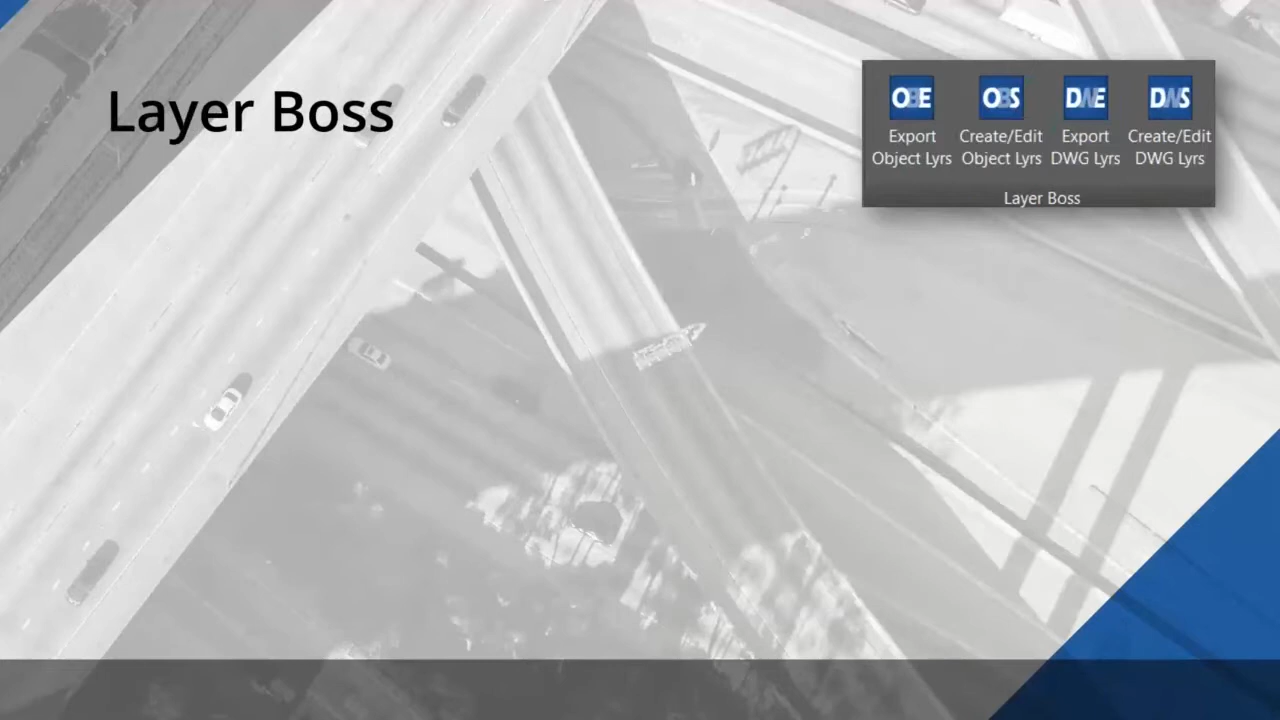 Layer Boss
OBE OBS DWE DWS
Export Create/Edit Export Create/Edit
Object Lyrs Object Lyrs DWG Lyrs DWG Lyrs
Layer Boss